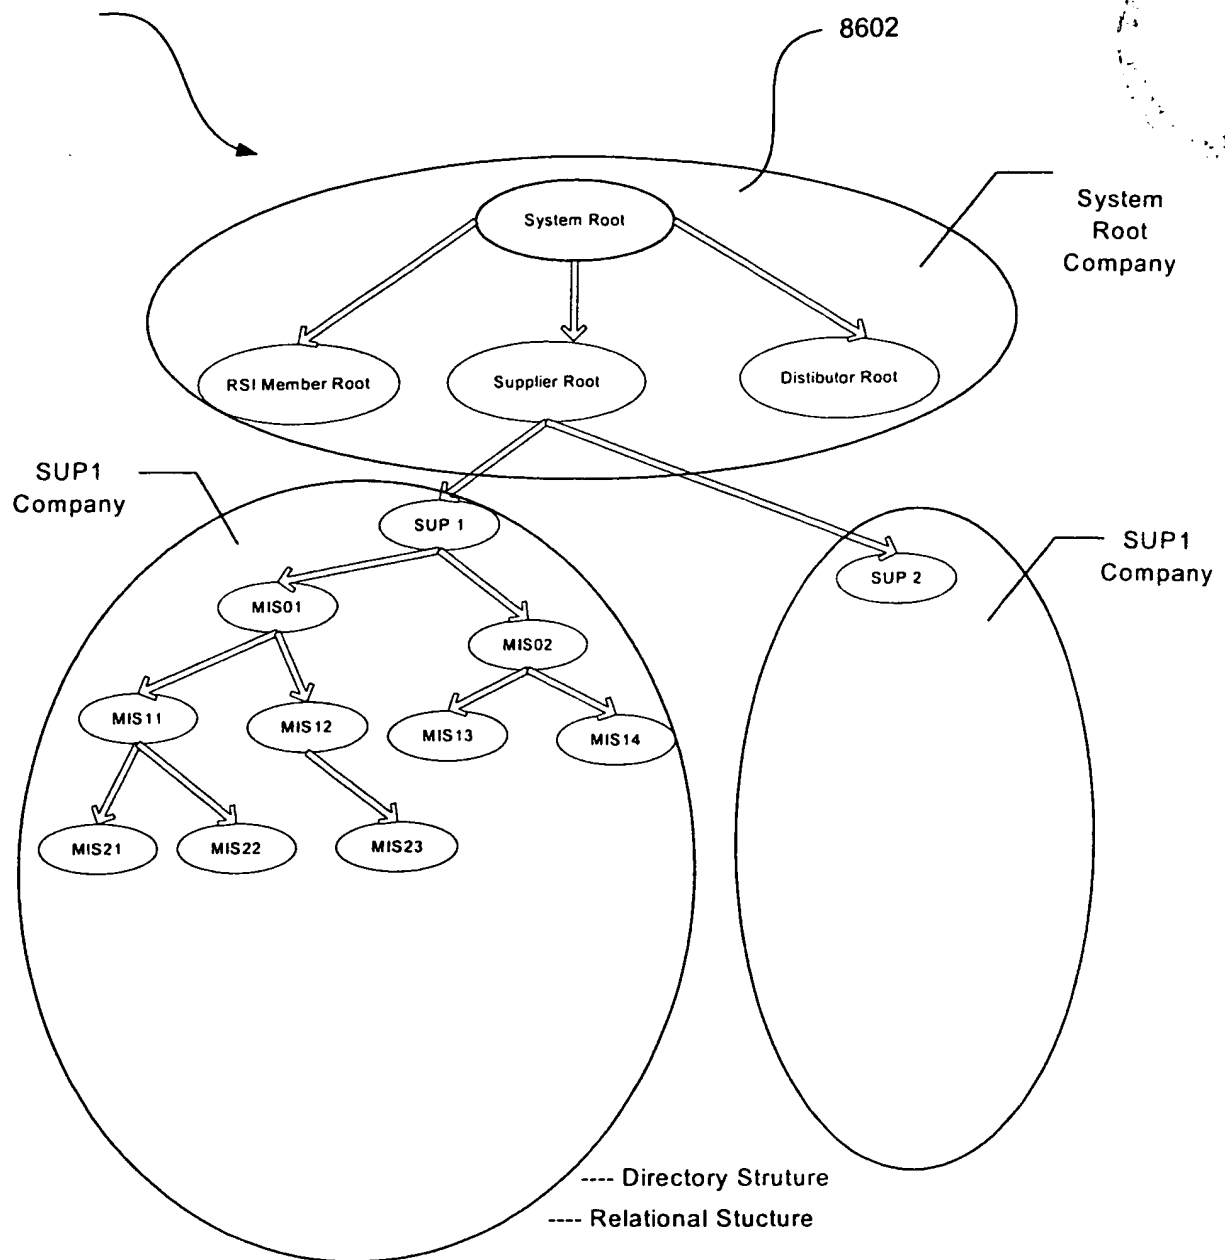 8602
System
Root
Company
System Root
RSI Member Root
Supplier Root
Distibutor Root
SUP1
Company
SUP 1
SUP1
Company
SUP 2
MIS01
MIS02
MIS11
MIS12
MIS13
MIS14
MIS21
MIS22
MIS23
---- Directory Struture
---- Relational Stucture